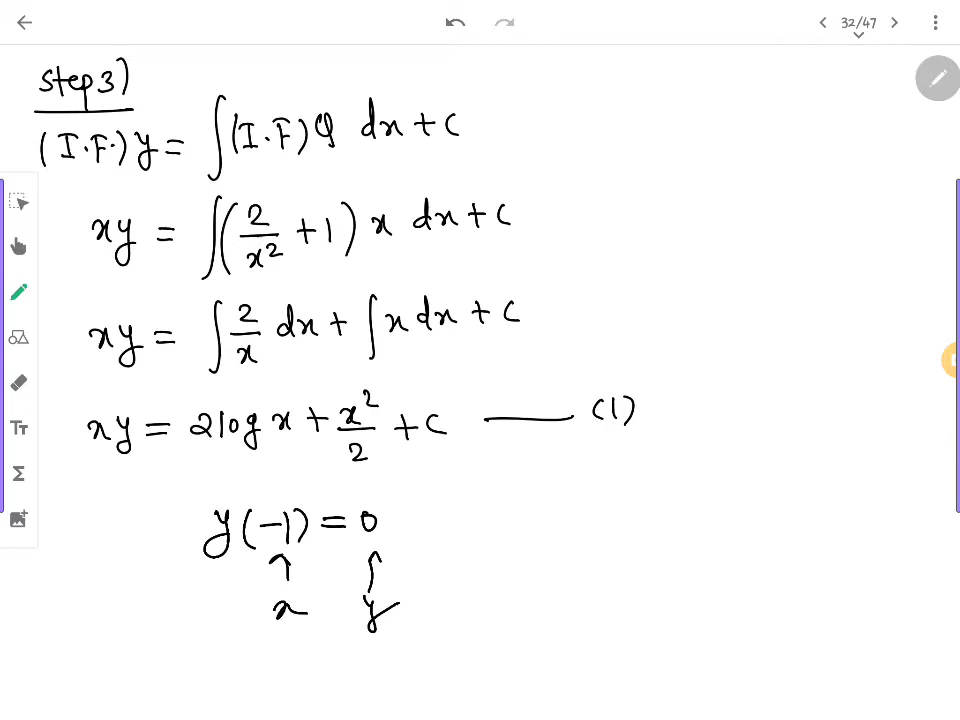 32/47
Step 3)
(I.F.) y = ∫(I.F) Q dx + c
xy = ∫(2/x² + 1) x dx + c
xy = ∫ 2/x dx + ∫ x dx + c
xy = 2 log x + x²/2 + c —— (1)
y(-1) = 0
↑ ↑
x y
Tт
Σ